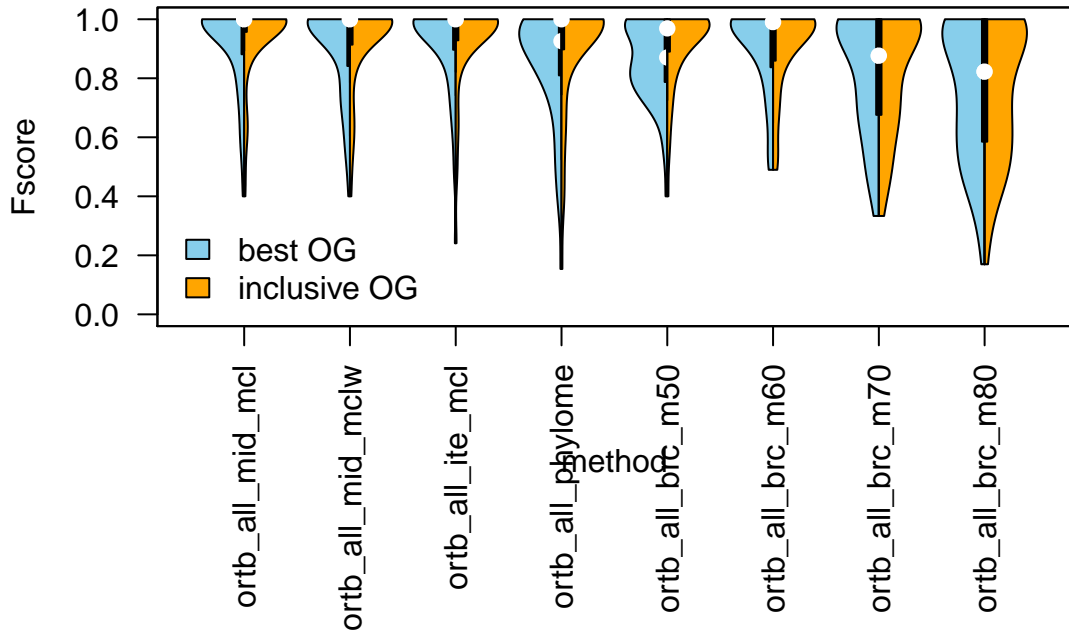 Fscore
1.0
0.8
0.6
0.4
0.2
0.0
best OG
inclusive OG
ortb_all_mid_mcl
ortb_all_mid_mclw
ortb_all_ite_mcl
ortb_all_phylome
ortb_all_brc_m50
ortb_all_brc_m60
ortb_all_brc_m70
ortb_all_brc_m80
method